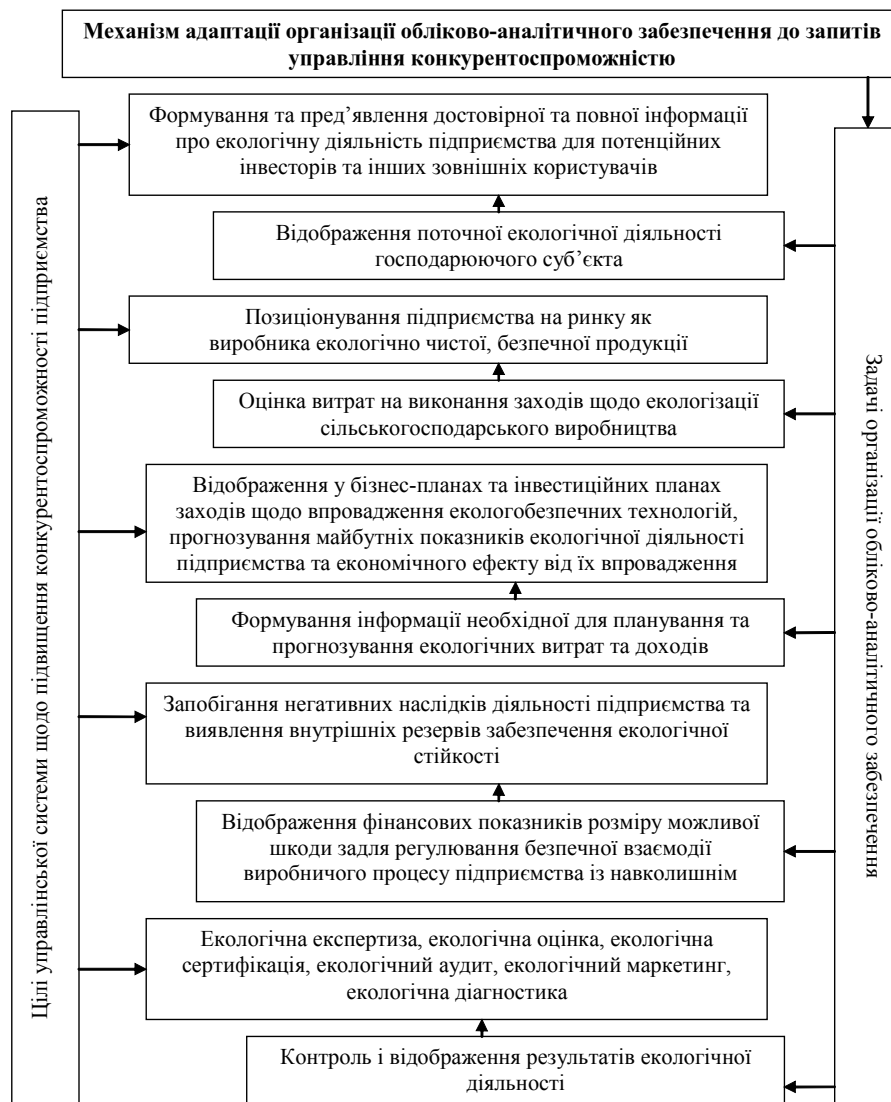 Механізм адаптації організації обліково-аналітичного забезпечення до запитів
управління конкурентоспроможністю
Цілі управлінської системи щодо підвищення конкурентоспроможності підприємства
Формування та пред’явлення достовірної та повної інформації
про екологічну діяльність підприємства для потенційних
інвесторів та інших зовнішніх користувачів
Відображення поточної екологічної діяльності
господарюючого суб’єкта
Позиціонування підприємства на ринку як
виробника екологічно чистої, безпечної продукції
Оцінка витрат на виконання заходів щодо екологізації
сільськогосподарського виробництва
Відображення у бізнес-планах та інвестиційних планах
заходів щодо впровадження екологобезпечних технологій,
прогнозування майбутніх показників екологічної діяльності
підприємства та економічного ефекту від їх впровадження
Формування інформації необхідної для планування та
прогнозування екологічних витрат та доходів
Запобігання негативних наслідків діяльності підприємства та
виявлення внутрішніх резервів забезпечення екологічної
стійкості
Відображення фінансових показників розміру можливої
шкоди задля регулювання безпечної взаємодії
виробничого процесу підприємства із навколишнім
Екологічна експертиза, екологічна оцінка, екологічна
сертифікація, екологічний аудит, екологічний маркетинг,
екологічна діагностика
Контроль і відображення результатів екологічної
діяльності
Задачі організації обліково-аналітичного забезпечення